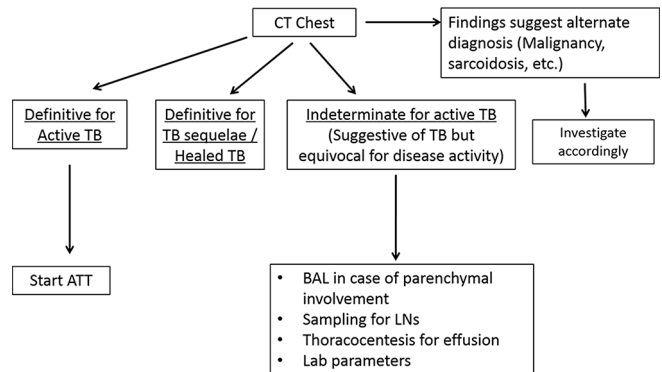 CT Chest
Findings suggest alternate
diagnosis (Malignancy,
sarcoidosis, etc.)
Definitive for
Active TB
Definitive for
TB sequelae /
Healed TB
Indeterminate for active TB
(Suggestive of TB but
equivocal for disease activity)
Investigate
accordingly
Start ATT
• BAL in case of parenchymal
involvement
• Sampling for LNs
• Thoracocentesis for effusion
• Lab parameters